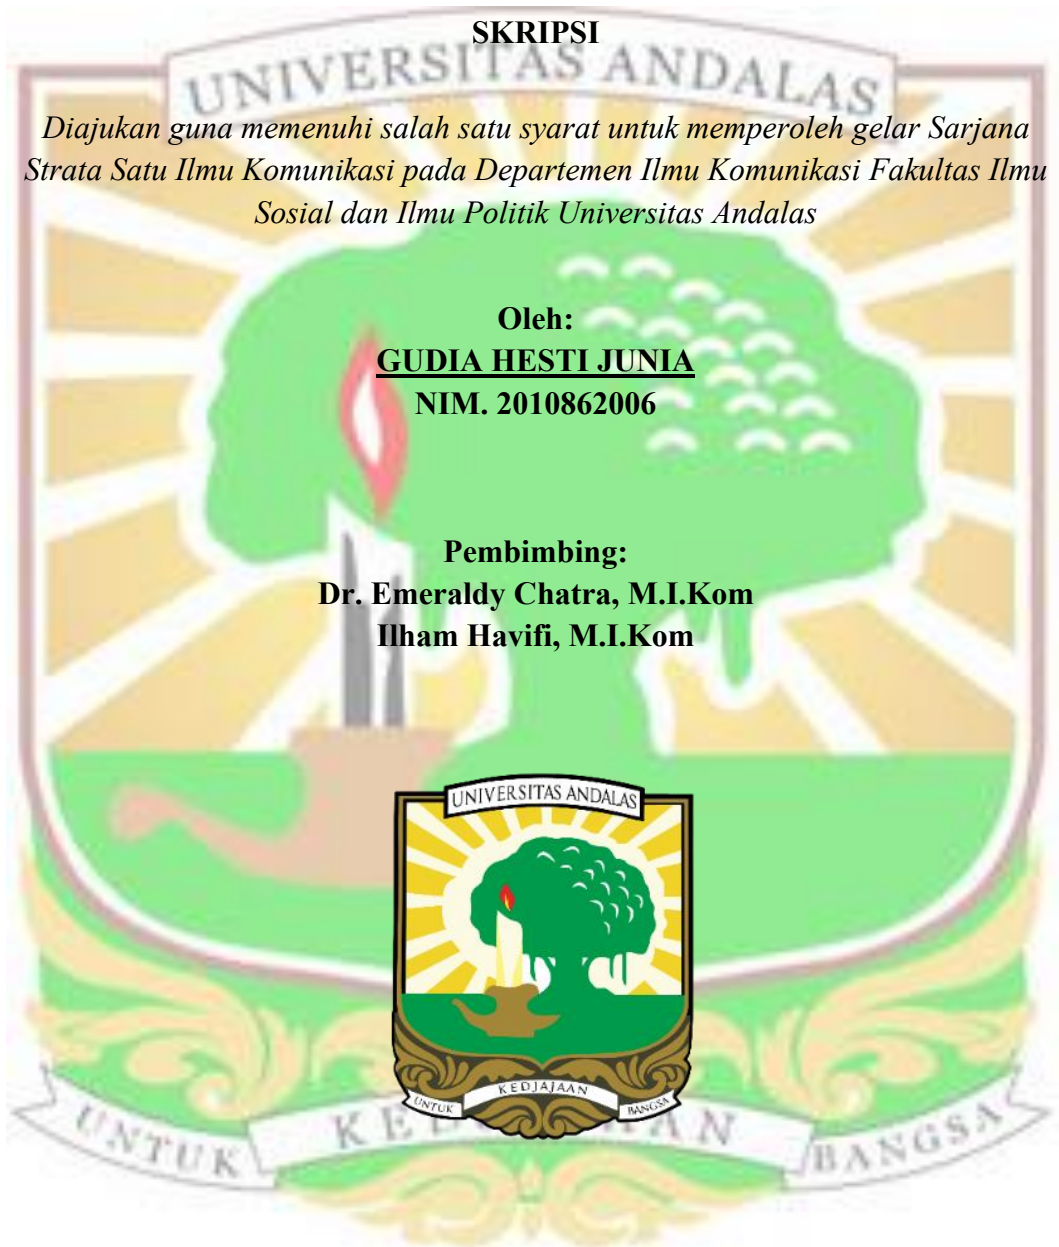 SKRIPSI
UNIVERSITAS ANDALAS
Diajukan guna memenuhi salah satu syarat untuk memperoleh gelar Sarjana
Strata Satu Ilmu Komunikasi pada Departemen Ilmu Komunikasi Fakultas Ilmu
Sosial dan Ilmu Politik Universitas Andalas
Oleh:
GUDIA HESTI JUNIA
NIM. 2010862006
Pembimbing:
Dr. Emeraldy Chatra, M.I.Kom
Ilham Havifi, M.I.Kom
UNIVERSITAS ANDALAS
UNTUK KEDJAJAAN BANGSA
UNTUK KEDJAJAAN BANGSA